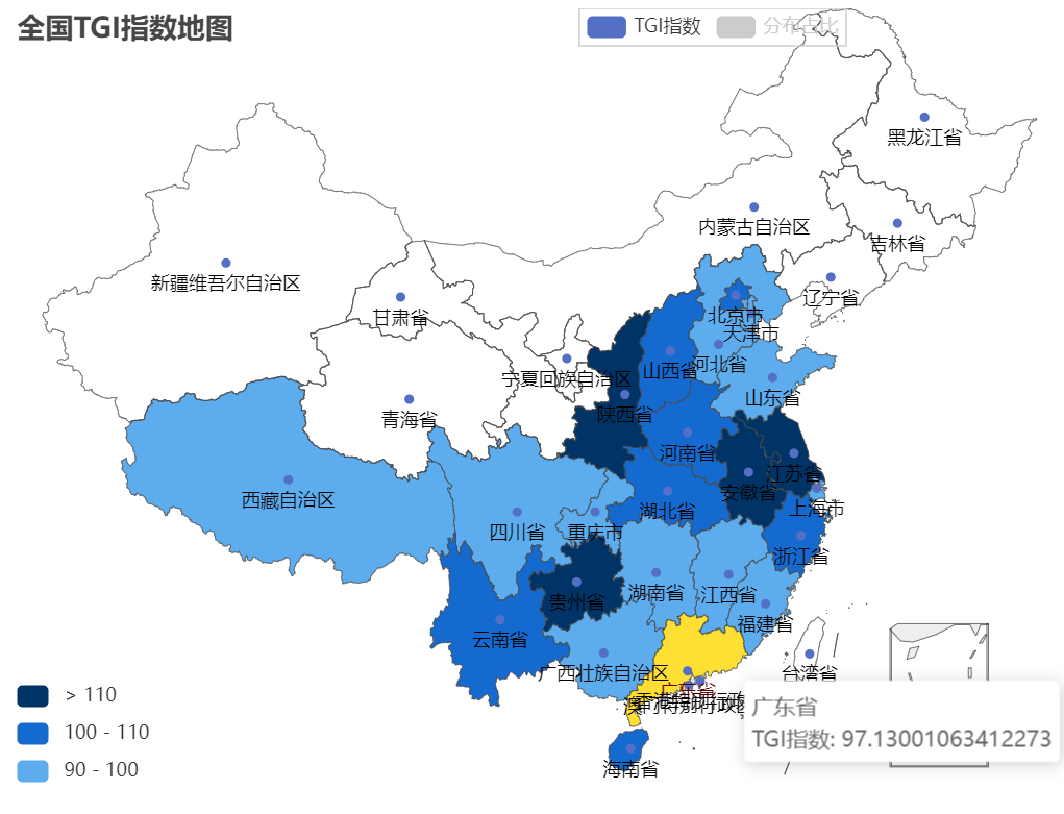 全国TGI指数地图
TGI指数
分布占比
黑龙江省
内蒙古自治区
吉林省
新疆维吾尔自治区
辽宁省
甘肃省
北京市
天津市
河北省
山西省
宁夏回族自治区
山东省
陕西省
青海省
河南省
江苏省
安徽省
西藏自治区
上海市
湖北省
四川省
重庆市
浙江省
湖南省
江西省
贵州省
福建省
云南省
广西壮族自治区
台湾省
广东省
海南省
> 110
100 - 110
90 - 100
广东省
TGI指数: 97.13001063412273